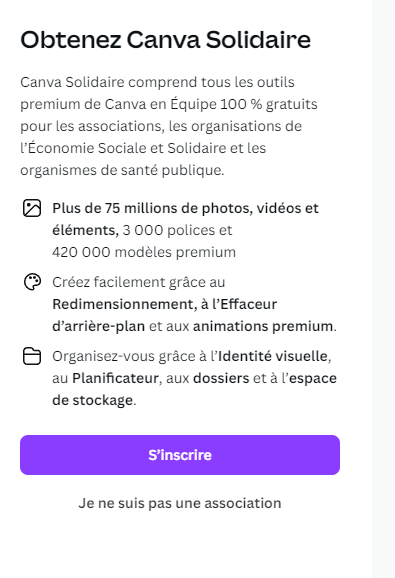 Obtenez Canva Solidaire
Canva Solidaire comprend tous les outils
premium de Canva en Équipe 100 % gratuits
pour les associations, les organisations de
l’Économie Sociale et Solidaire et les
organismes de santé publique.
Plus de 75 millions de photos, vidéos et
éléments, 3 000 polices et
420 000 modèles premium
Créez facilement grâce au
Redimensionnement, à l’Effaceur
d’arrière-plan et aux animations premium.
Organisez-vous grâce à l’Identité visuelle,
au Planificateur, aux dossiers et à l’espace
de stockage.
S’inscrire
Je ne suis pas une association